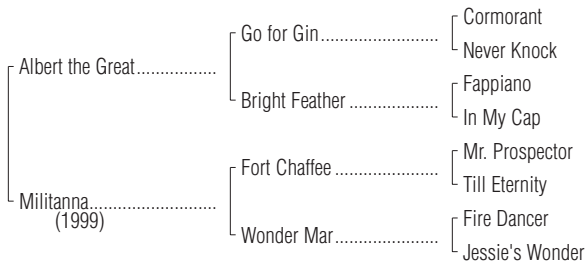 Cormorant
Go for Gin
Never Knock
Albert the Great
Fappiano
Bright Feather
In My Cap
Mr. Prospector
Fort Chaffee
Till Eternity
Militanna
(1999)
Fire Dancer
Wonder Mar
Jessie's Wonder